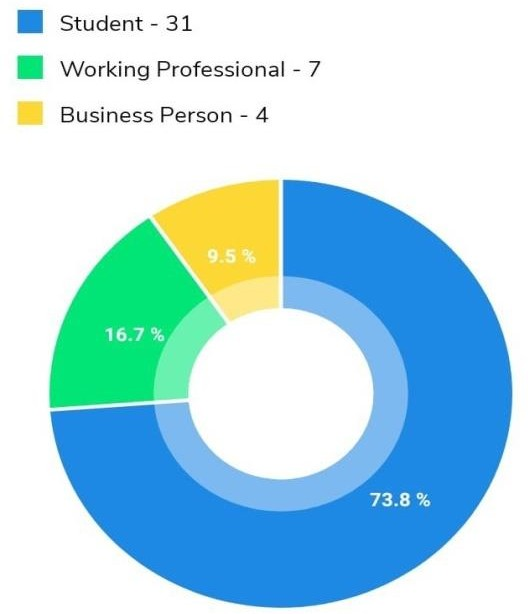 Student - 31
Working Professional - 7
Business Person - 4
9.5 %
16.7 %
73.8 %